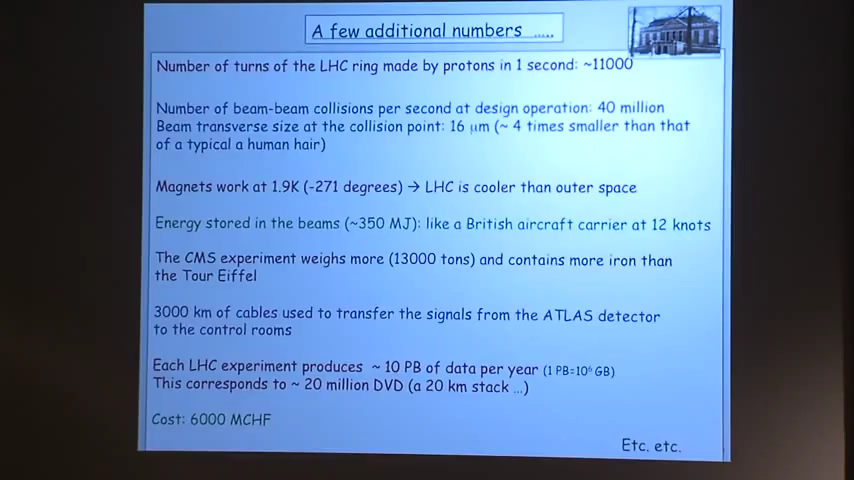 A few additional numbers .....
Number of turns of the LHC ring made by protons in 1 second: ~11000
Number of beam-beam collisions per second at design operation: 40 million
Beam transverse size at the collision point: 16 μm (~ 4 times smaller than that
of a typical a human hair)
Magnets work at 1.9K (-271 degrees) → LHC is cooler than outer space
Energy stored in the beams (~350 MJ): like a British aircraft carrier at 12 knots
The CMS experiment weighs more (13000 tons) and contains more iron than
the Tour Eiffel
3000 km of cables used to transfer the signals from the ATLAS detector
to the control rooms
Each LHC experiment produces ~ 10 PB of data per year (1 PB=10⁶ GB)
This corresponds to ~ 20 million DVD (a 20 km stack ...)
Cost: 6000 MCHF
Etc. etc.